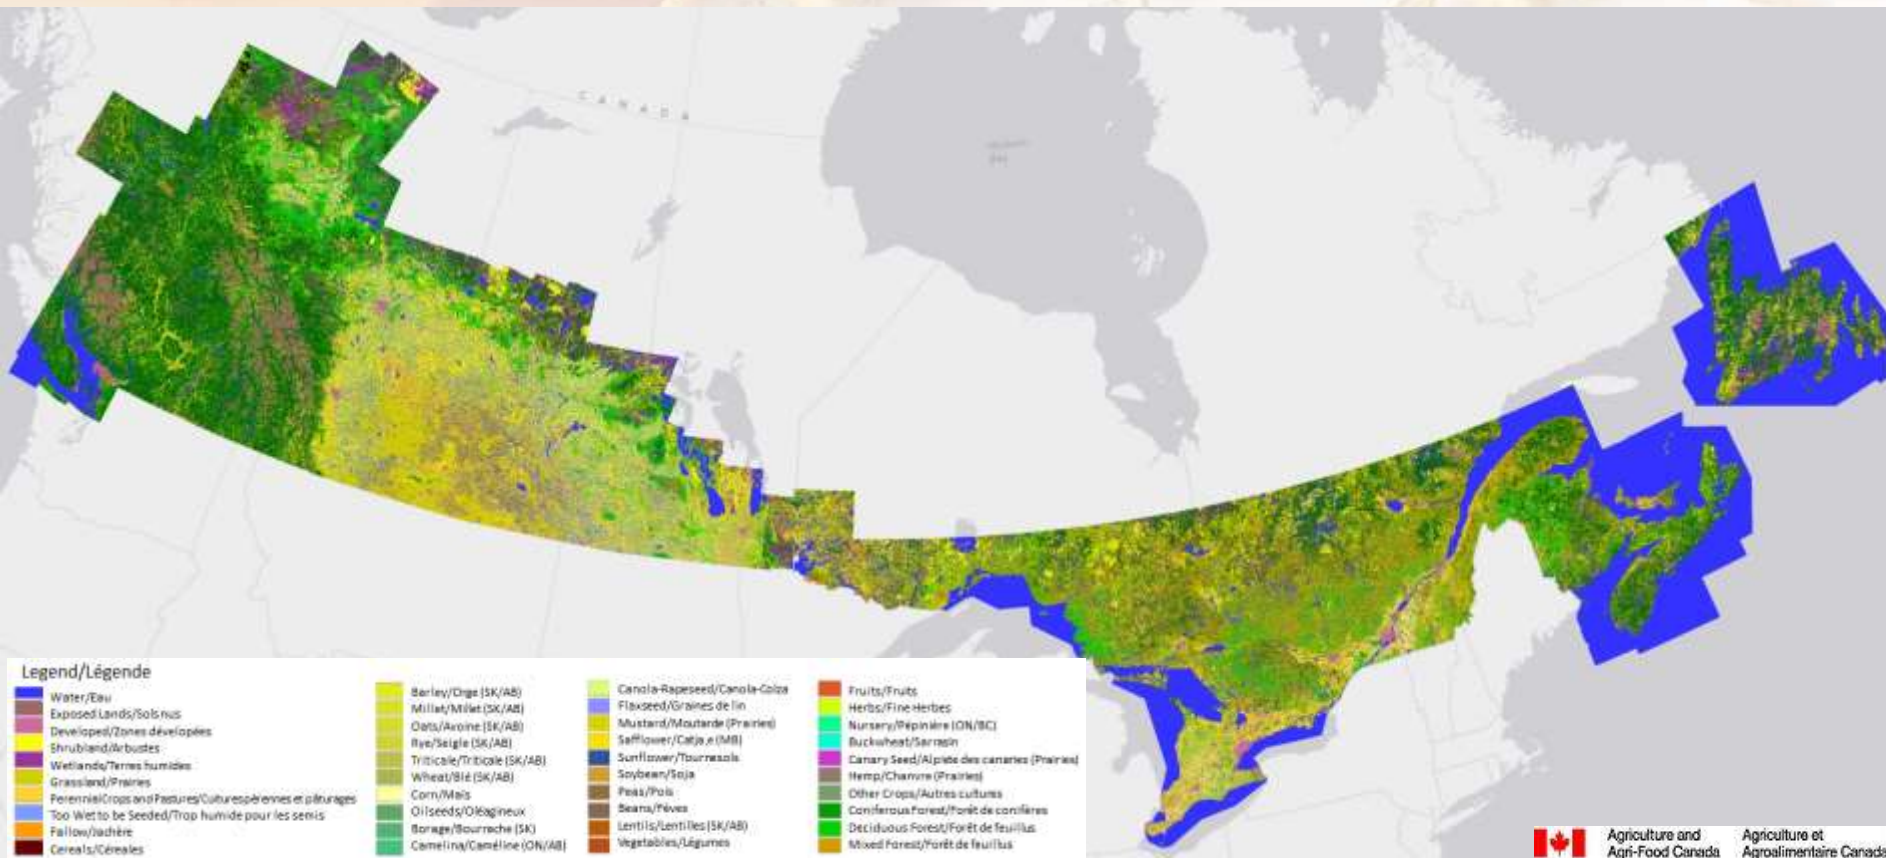 CANADA
Legend/Légende
Water/Eau
Exposed Lands/Sols nus
Developed/Zones dévelopées
Shrubland/Arbustes
Wetlands/Terres humides
Grassland/Prairies
Perennial Crops and Pastures/Cultures pérennes et pâturages
Too Wet to be Seeded/Trop humide pour les semis
Fallow/Jachère
Cereals/Céreales
Barley/Orge (SK/AB)
Millet/Millet (SK/AB)
Oats/Avoine (SK/AB)
Rye/Seigle (SK/AB)
Triticale/Triticale (SK/AB)
Wheat/Blé (SK/AB)
Corn/Maïs
Oilseeds/Oléagineux
Borage/Bourrache (SK)
Camelina/Caméline (ON/AB)
Canola-Rapeseed/Canola-Colza
Flaxseed/Graines de lin
Mustard/Moutarde (Prairies)
Safflower/Catja,e (MB)
Sunflower/Tournesols
Soybean/Soja
Peas/Pois
Beans/Féves
Lentils/Lentilles (SK/AB)
Vegetables/Légumes
Fruits/Fruits
Herbs/Fine Herbes
Nursery/Pépinière (ON/BC)
Buckwheat/Sarrasin
Canary Seed/Alpiste des canaries (Prairies)
Hemp/Chanvre (Prairies)
Other Crops/Autres cultures
Coniferous Forest/Forêt de conifères
Deciduous Forest/Forêt de feuillus
Mixed Forest/Forêt de feuillus
Agriculture and
Agri-Food Canada
Agriculture et
Agroalimentaire Canada